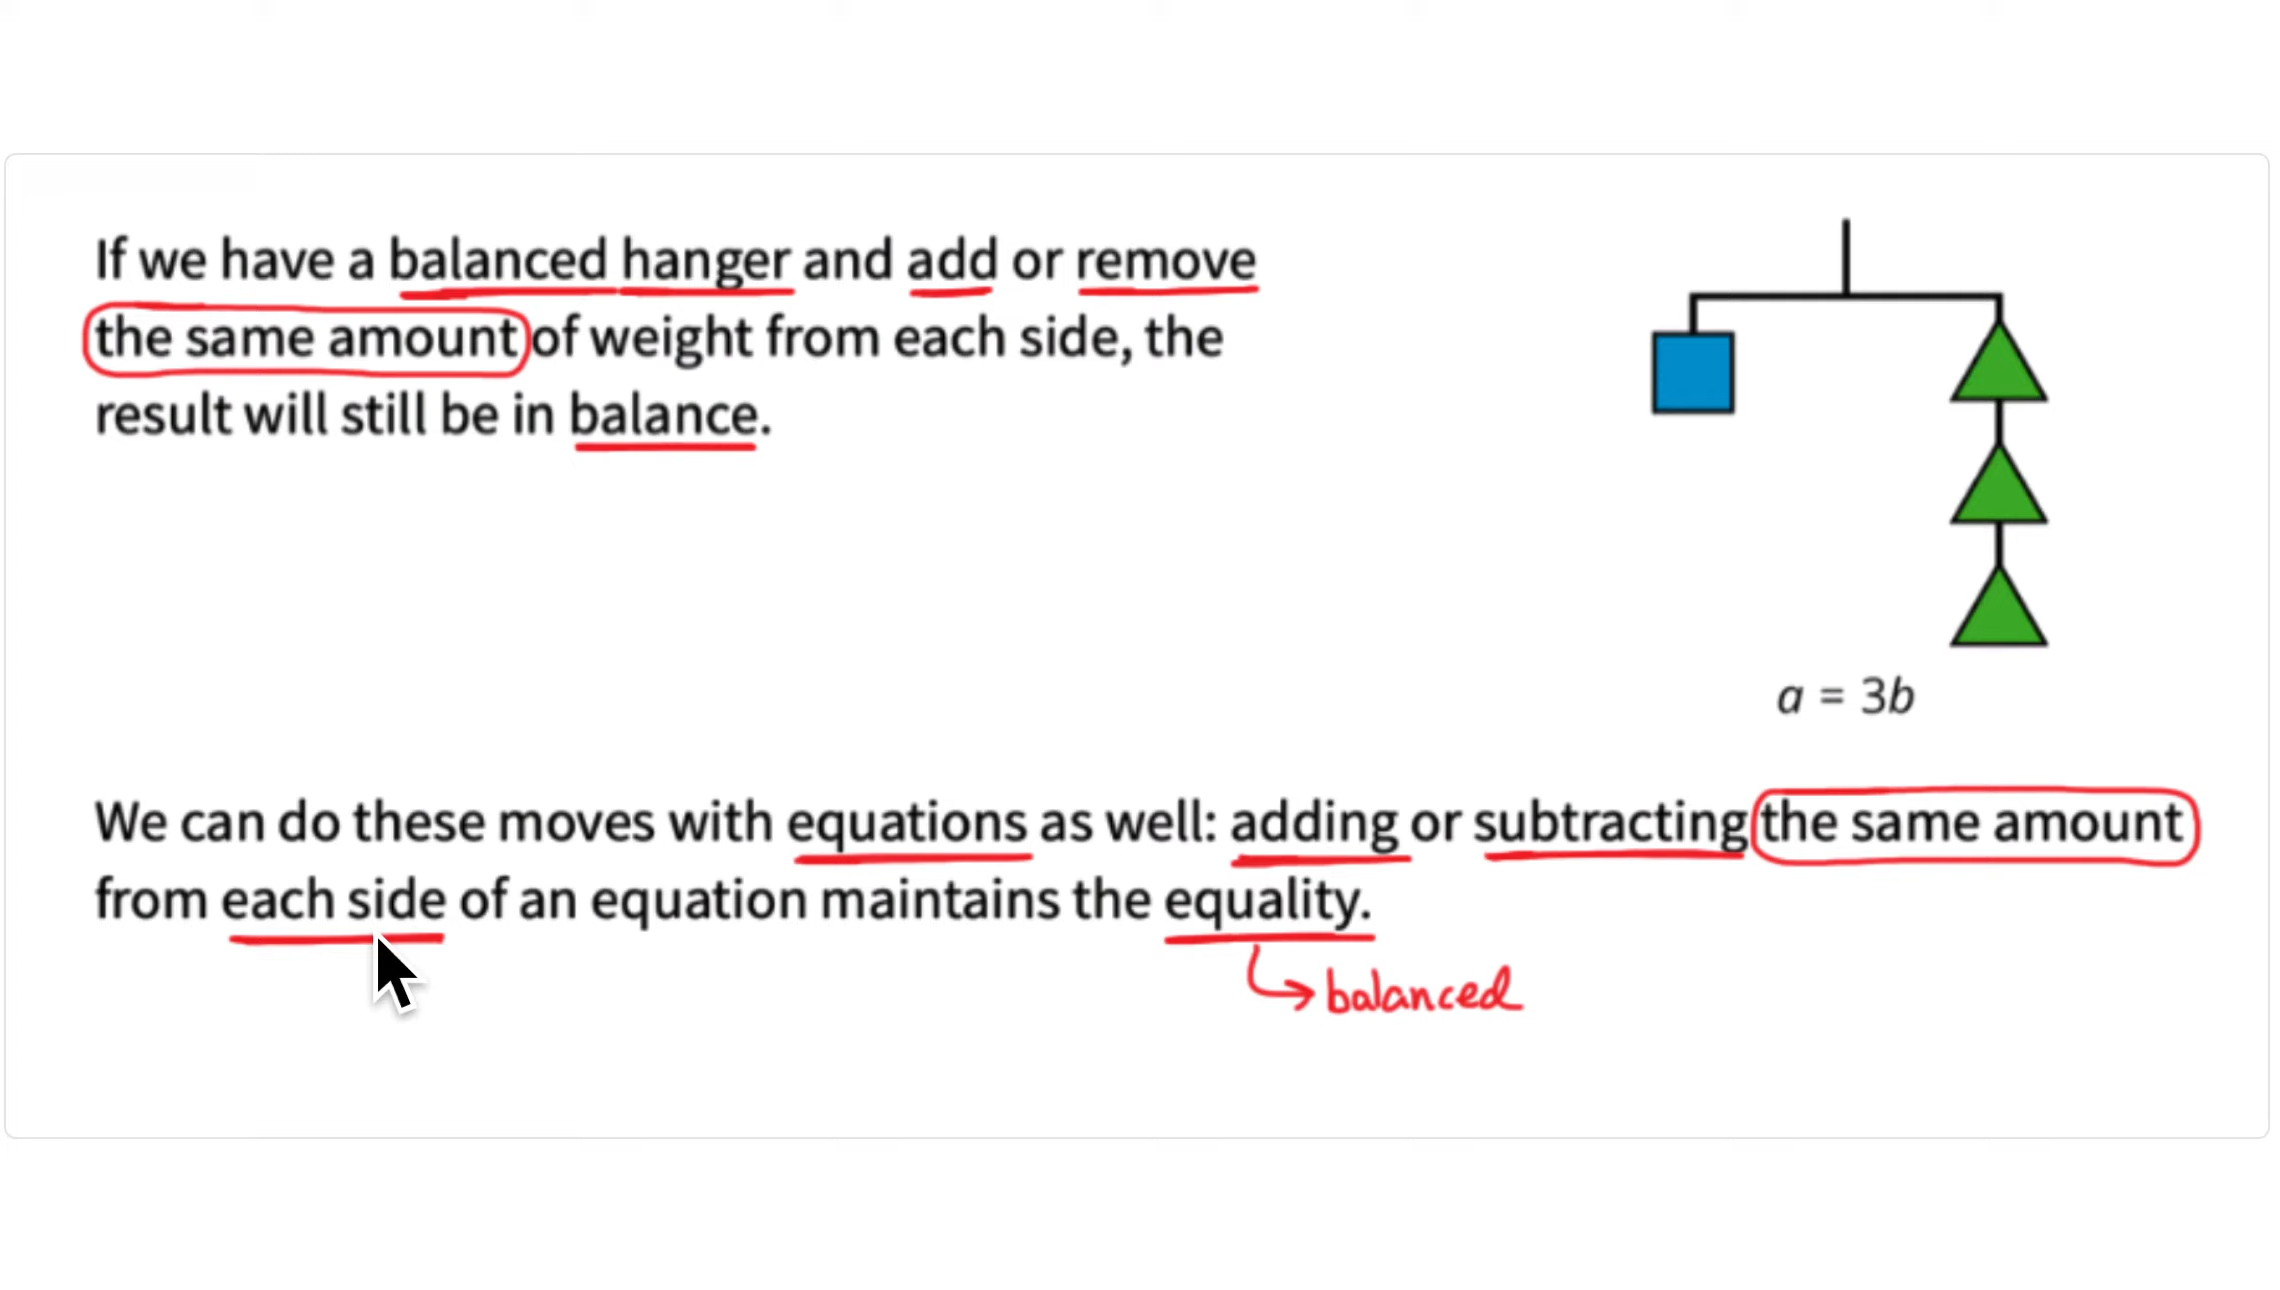 If we have a balanced hanger and add or remove
the same amount of weight from each side, the
result will still be in balance.
a = 3b
We can do these moves with equations as well: adding or subtracting the same amount
from each side of an equation maintains the equality.
balanced